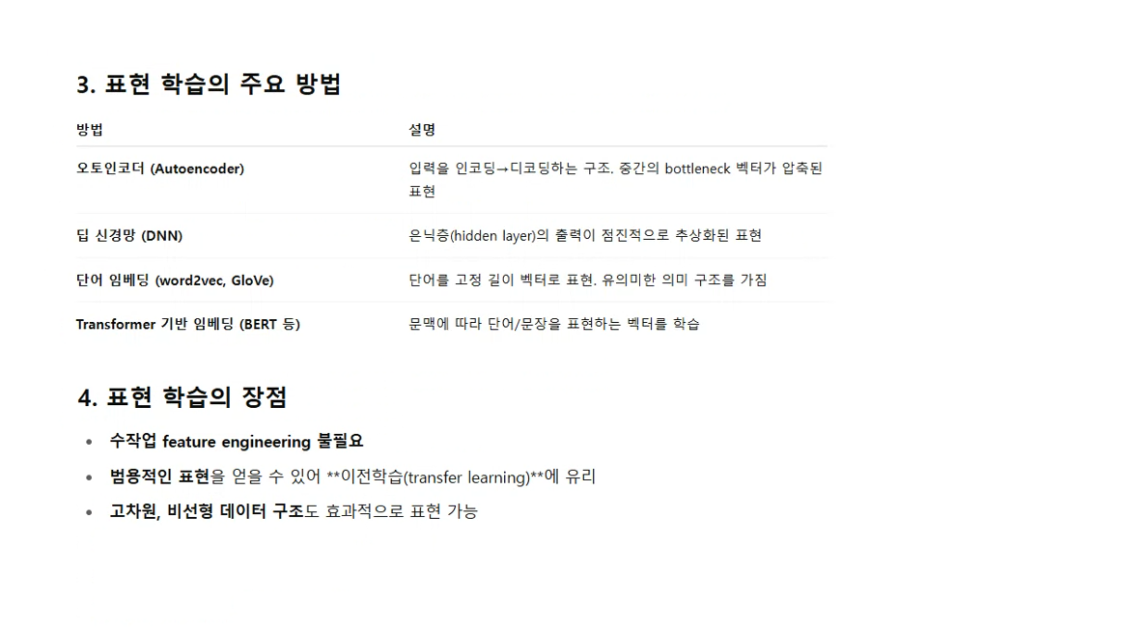 3. 표현 학습의 주요 방법
방법 설명
오토인코더 (Autoencoder) 입력을 인코딩→디코딩하는 구조. 중간의 bottleneck 벡터가 압축된
표현
딥 신경망 (DNN) 은닉층(hidden layer)의 출력이 점진적으로 추상화된 표현
단어 임베딩 (word2vec, GloVe) 단어를 고정 길이 벡터로 표현. 유의미한 의미 구조를 가짐
Transformer 기반 임베딩 (BERT 등) 문맥에 따라 단어/문장을 표현하는 벡터를 학습
4. 표현 학습의 장점
• 수작업 feature engineering 불필요
• 범용적인 표현을 얻을 수 있어 **이전학습(transfer learning)**에 유리
• 고차원, 비선형 데이터 구조도 효과적으로 표현 가능